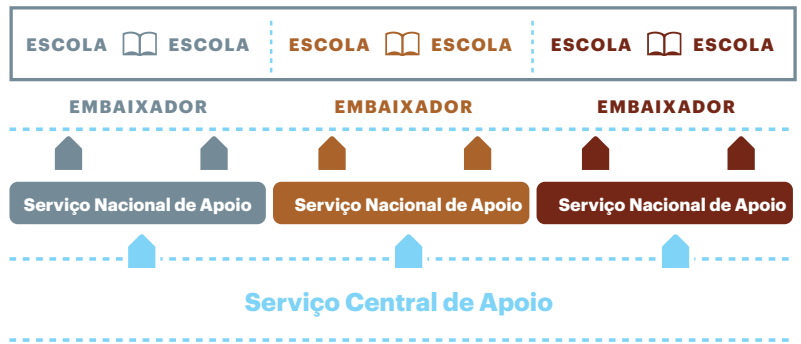 ESCOLA ESCOLA ESCOLA ESCOLA ESCOLA ESCOLA
EMBAIXADOR EMBAIXADOR EMBAIXADOR
Serviço Nacional de Apoio Serviço Nacional de Apoio Serviço Nacional de Apoio
Serviço Central de Apoio